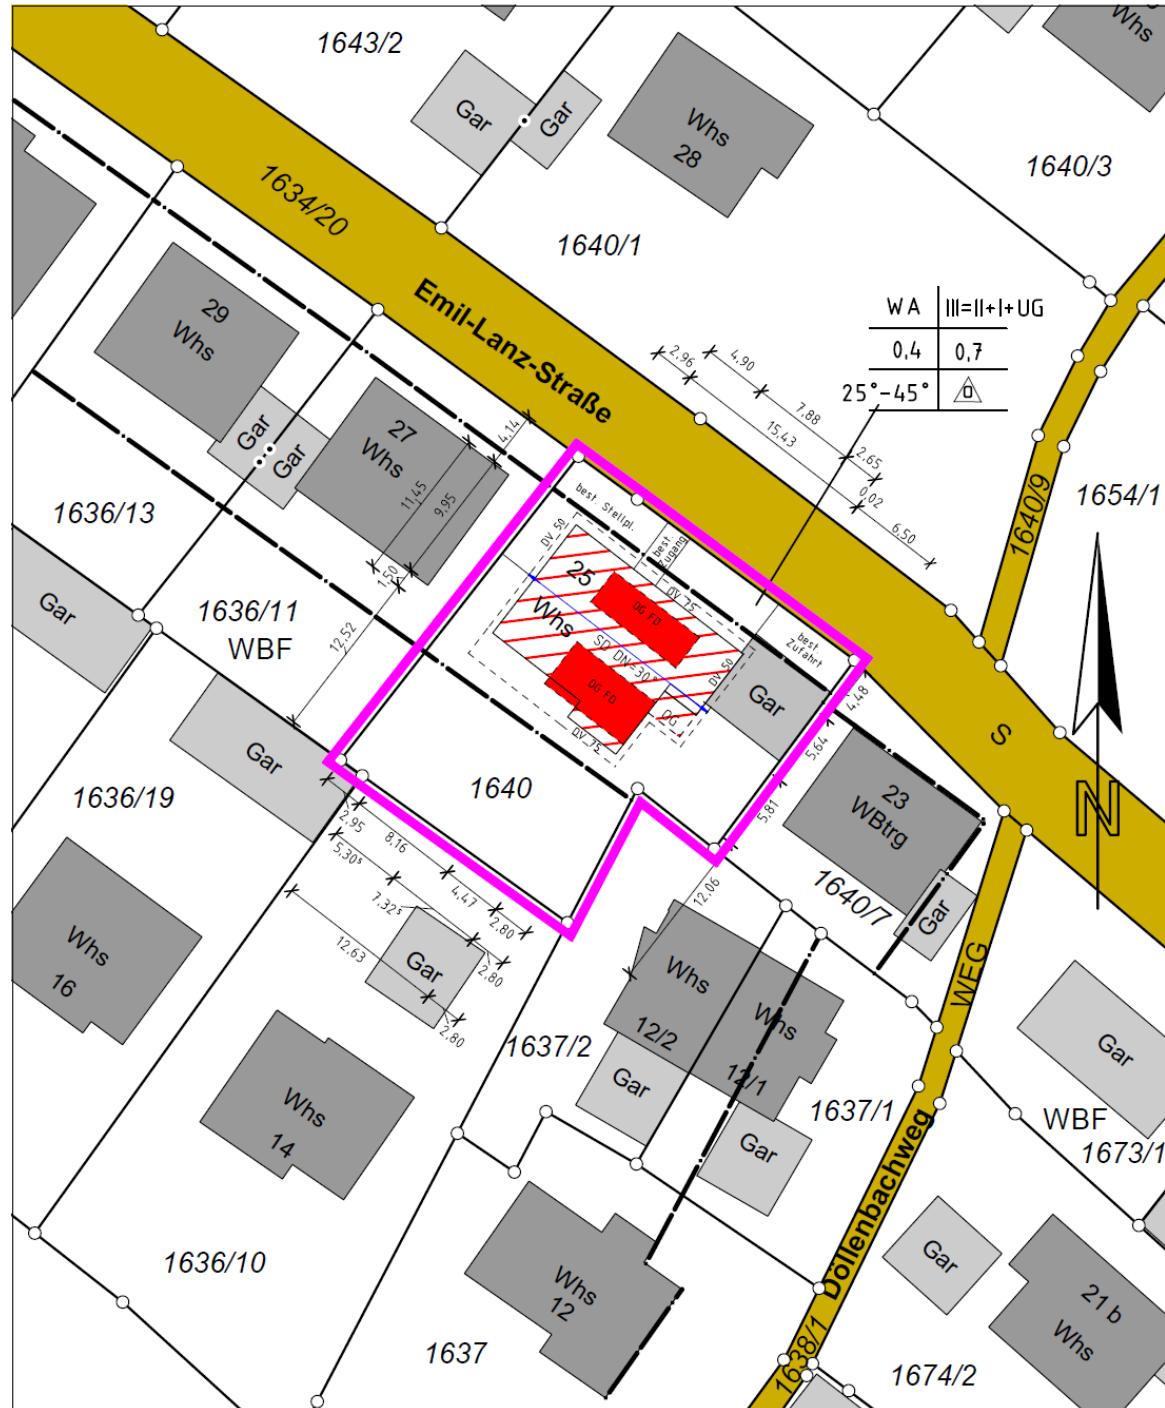 1643/2
Gar
Gar
Whs
28
Whs
1640/3
1634/20
1640/1
Emil-Lanz-Straße
WA
III=II+I+UG
0,4
0,7
25°-45°
D
29
Whs
Gar
Gar
27
Whs
4,14
11,45
9,95
1,50
12,52
2,96
4,90
7,88
15,43
2,65
0,02
6,50
1640/9
1654/1
1636/13
1636/11
WBF
Gar
best. Stellpl.
best.
Zugang
DV 50
25
Whs
DG FD
DV 75
SD DN=30°
DG FD
DV 50
DG
DV 75
best.
Zufahrt
Gar
4,48
5,64
5,81
12,06
S
N
23
WBtrg
1640/7
Gar
Gar
1636/19
1640
2,95
8,16
4,47
2,80
5,30⁵
7,32⁵
2,80
12,63
2,80
Gar
Whs
16
Whs
14
1637/2
Whs
12/2
Whs
12/1
Gar
Gar
1637/1
WEG
Döllenbachweg
1638/1
Gar
WBF
1673/1
Gar
21 b
Whs
1674/2
1636/10
Whs
12
1637